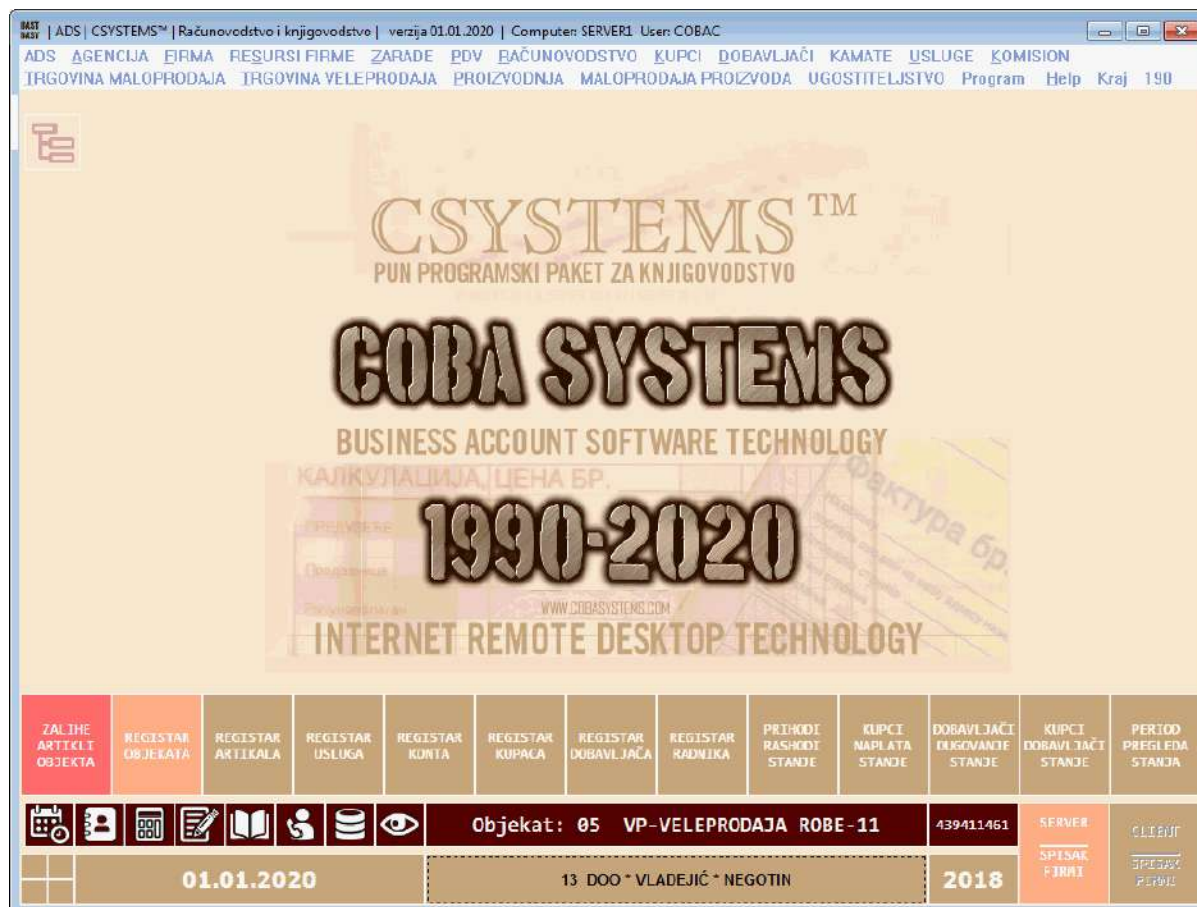 BAST
BASY | ADS | CSYSTEMS™ | Računovodstvo i knjigovodstvo | verzija 01.01.2020 | Computer: SERVER1 User: COBAC
ADS AGENCIJA FIRMA RESURSI FIRME ZARADE PDV RAČUNOVODSTVO KUPCI DOBAVLJAČI KAMATE USLUGE KOMISION
TRGOVINA MALOPRODAJA TRGOVINA VELEPRODAJA PROIZVODNJA MALOPRODAJA PROIZVODA UGOSTITELJSTVO Program Help Kraj 190
CSYSTEMS™
PUN PROGRAMSKI PAKET ZA KNJIGOVODSTVO
COBA SYSTEMS
BUSINESS ACCOUNT SOFTWARE TECHNOLOGY
КАЛКУЛАЦИЈА, ЦЕНА БР.
Фактура бр.
ПРЕДУЗЕЋЕ
1990-2020
Продавница
WWW.COBASYSTEMS.COM
INTERNET REMOTE DESKTOP TECHNOLOGY
ZALIHE ARTIKLI OBJEKTA
REGISTAR OBJEKATA
REGISTAR ARTIKALA
REGISTAR USLUGA
REGISTAR KONTA
REGISTAR KUPACA
REGISTAR DOBAVLJAČA
REGISTAR RADNIKA
PRIHODI RASHODI STANJE
KUPCI NAPLATA STANJE
DOBAVLJAČI DUGOVANJE STANJE
KUPCI DOBAVLJAČI STANJE
PERIOD PREGLEDA STANJA
Objekat: 05 VP-VELEPRODAJA ROBE-11
439411461
SERVER
SPISAK FIRMI
CLIENT
SPISAK FIRMI
01.01.2020
13 DOO * VLADEJIĆ * NEGOTIN
2018